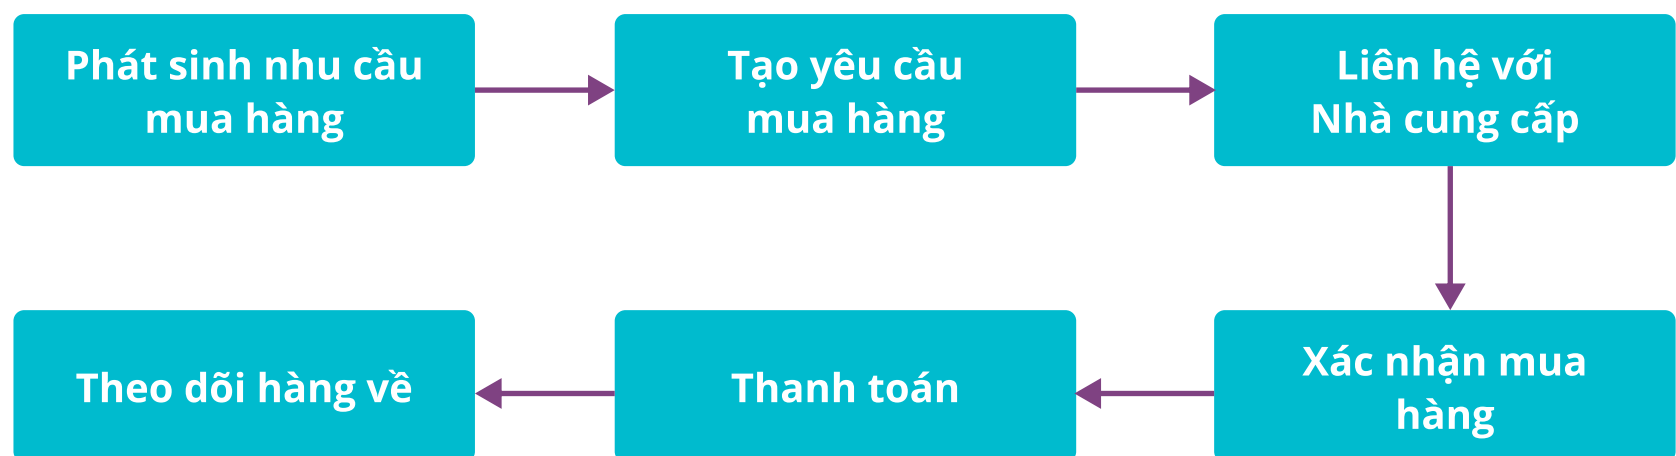 Phát sinh nhu cầu
mua hàng
Tạo yêu cầu
mua hàng
Liên hệ với
Nhà cung cấp
Xác nhận mua
hàng
Thanh toán
Theo dõi hàng về